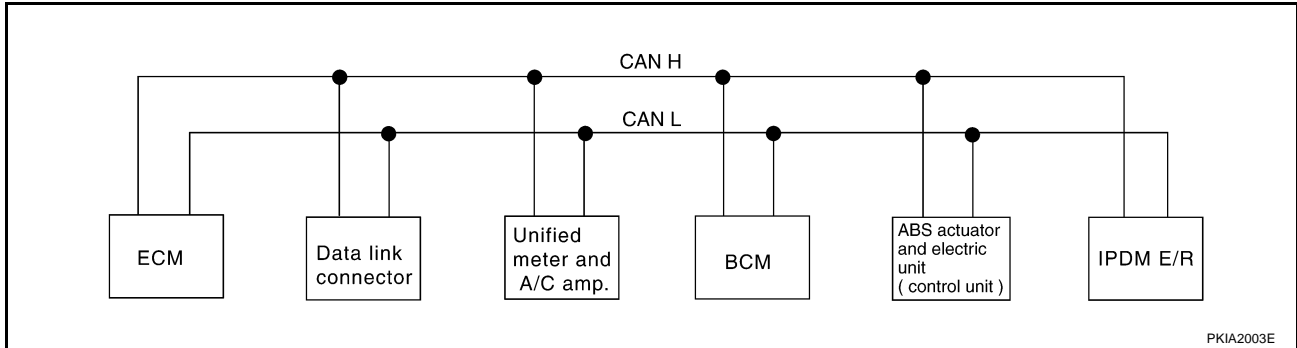 CAN H
CAN L
ECM
Data link
connector
Unified
meter and
A/C amp.
BCM
ABS actuator
and electric
unit
( control unit )
IPDM E/R
PKIA2003E